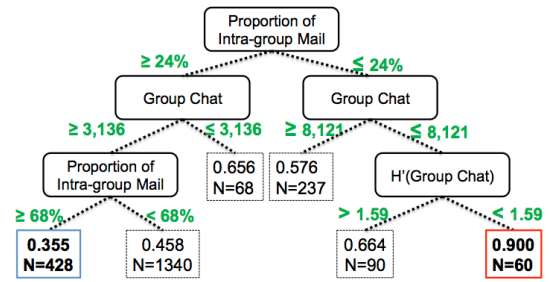 Proportion of
Intra-group Mail
≥ 24%
≤ 24%
Group Chat
Group Chat
≥ 3,136
≤ 3,136
≥ 8,121
≤ 8,121
Proportion of
Intra-group Mail
0.656
N=68
0.576
N=237
H'(Group Chat)
≥ 68%
< 68%
> 1.59
< 1.59
0.355
N=428
0.458
N=1340
0.664
N=90
0.900
N=60